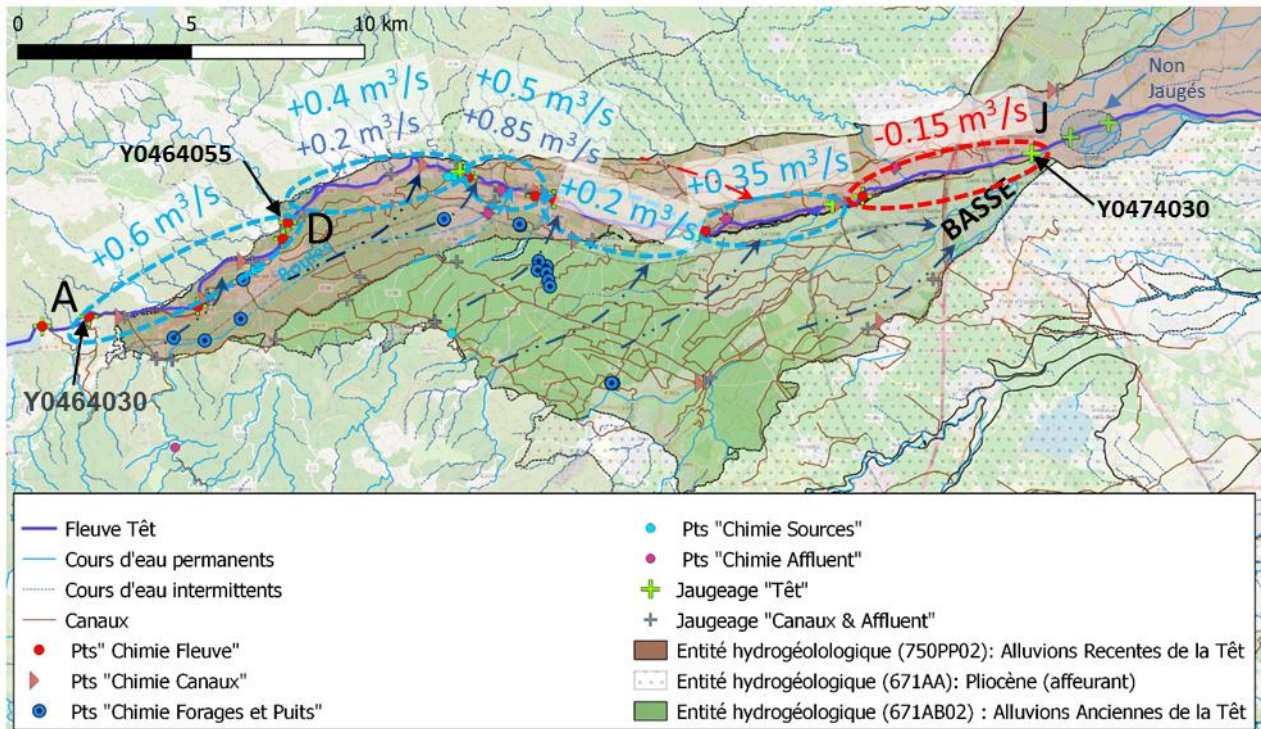 0 5 10 km
+0.4 m³/s
+0.2 m³/s
+0.5 m³/s
+0.85 m³/s
-0.15 m³/s
Non
Jaugés
J
Y0464055
+0.6 m³/s
+0.35 m³/s
+0.2 m³/s
D
BASSE
Y0474030
Boulès
A
Y0464030
Fleuve Têt
Cours d'eau permanents
Cours d'eau intermittents
Canaux
Pts" Chimie Fleuve"
Pts "Chimie Canaux"
Pts "Chimie Forages et Puits"
Pts "Chimie Sources"
Pts "Chimie Affluent"
Jaugeage "Têt"
Jaugeage "Canaux & Affluent"
Entité hydrogéolologique (750PP02): Alluvions Recentes de la Têt
Entité hydrogéologique (671AA): Pliocène (affeurant)
Entité hydrogéologique (671AB02) : Alluvions Anciennes de la Têt